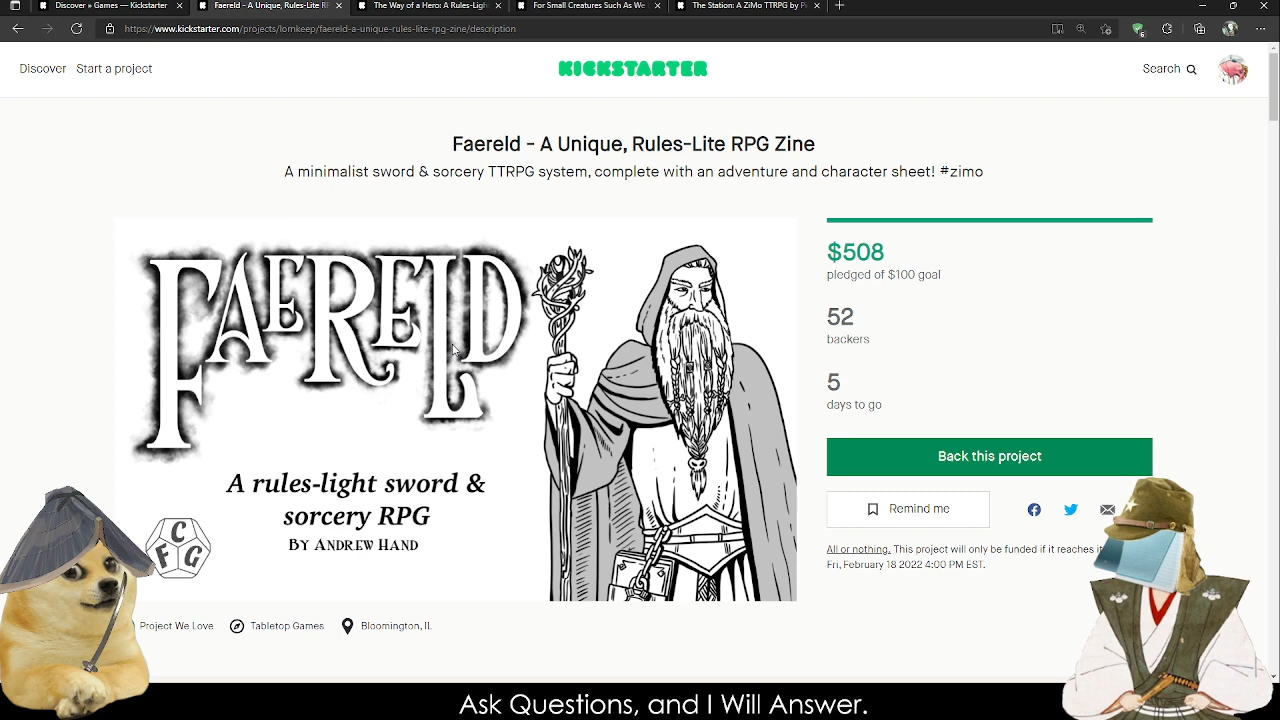 Discover » Games — Kickstarter
Faereld - A Unique, Rules-Lite RP
The Way of a Hero: A Rules-Ligh
For Small Creatures Such As We
The Station: A ZiMo TTRPG by Pi
https://www.kickstarter.com/projects/lornkeep/faereld-a-unique-rules-lite-rpg-zine/description
Discover
Start a project
KICKSTARTER
Search
Faereld - A Unique, Rules-Lite RPG Zine
A minimalist sword & sorcery TTRPG system, complete with an adventure and character sheet! #zimo
FAERELD
A rules-light sword &
sorcery RPG
BY ANDREW HAND
C
F G
$508
pledged of $100 goal
52
backers
5
days to go
Back this project
Remind me
All or nothing. This project will only be funded if it reaches it
Fri, February 18 2022 4:00 PM EST.
Project We Love
Tabletop Games
Bloomington, IL
Ask Questions, and I Will Answer.